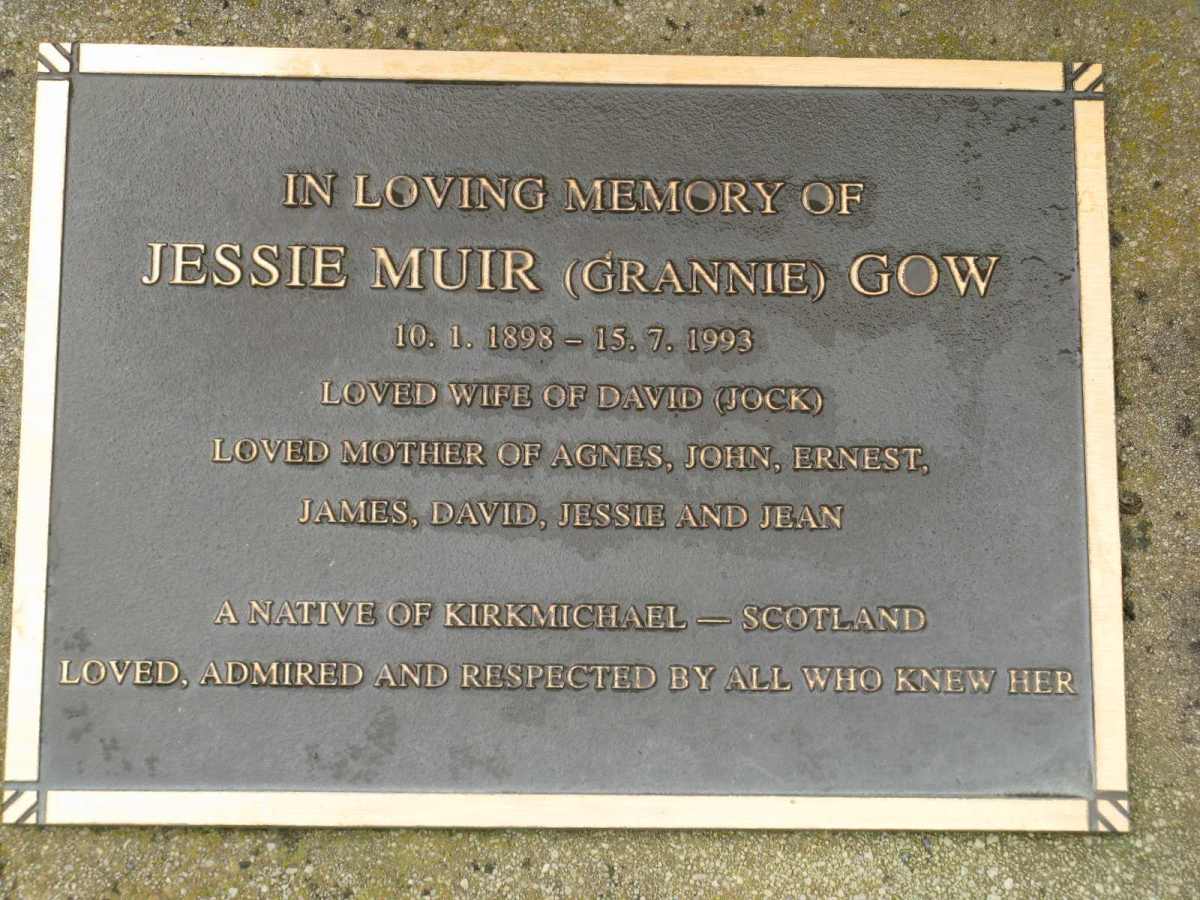 IN LOVING MEMORY OF
JESSIE MUIR (GRANNIE) GOW
10. 1. 1898 – 15. 7. 1993
LOVED WIFE OF DAVID (JOCK)
LOVED MOTHER OF AGNES, JOHN, ERNEST,
JAMES, DAVID, JESSIE AND JEAN
A NATIVE OF KIRKMICHAEL — SCOTLAND
LOVED, ADMIRED AND RESPECTED BY ALL WHO KNEW HER